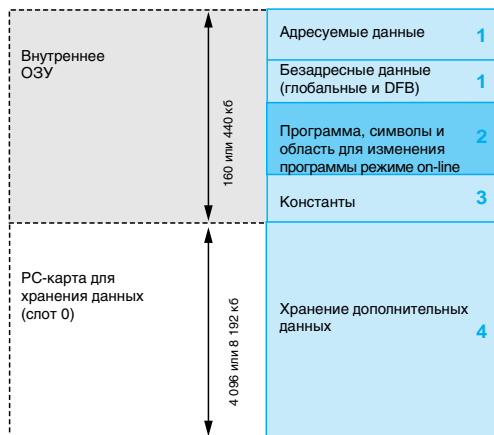 Внутреннее
ОЗУ
160 или 440 кб
Адресуемые данные 1
Безадресные данные
(глобальные и DFB) 1
Программа, символы и
область для изменения 2
программы режиме on-line
Константы 3
PC-карта для
хранения данных
(слот 0)
4 096 или 8 192 кб
Хранение дополнительных
данных 4